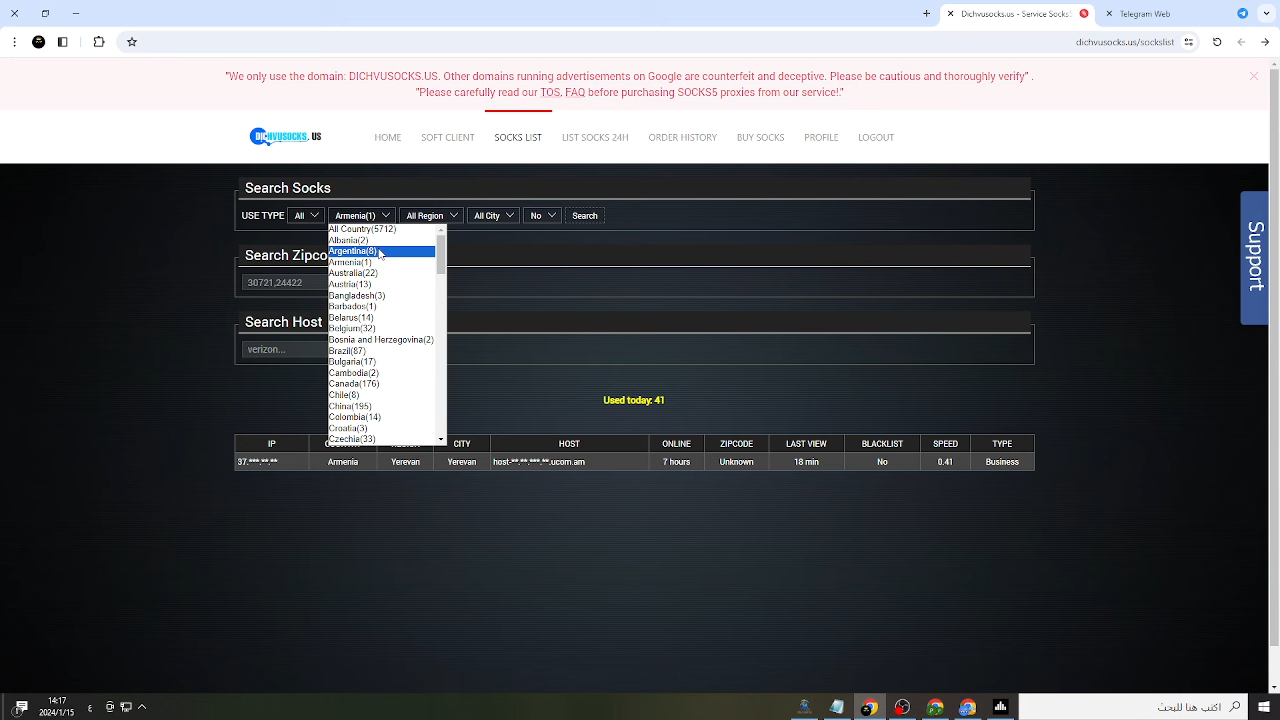 Dichvusocks.us - Service Socks
Telegram Web
dichvusocks.us/sockslist
"We only use the domain: DICHVUSOCKS.US. Other domains running advertisements on Google are counterfeit and deceptive. Please be cautious and thoroughly verify" .
"Please carefully read our TOS, FAQ before purchasing SOCKS5 proxies from our service!."
DICHVUSOCKS. US
HOME SOFT CLIENT SOCKS LIST LIST SOCKS 24H ORDER HISTORY BUY SOCKS PROFILE LOGOUT
Search Socks
USE TYPE All Armenia(1) All Region All City No Search
All Country(5712)
Albania(2)
Argentina(8)
Armenia(1)
Australia(22)
Austria(13)
Bangladesh(3)
Barbados(1)
Belarus(14)
Belgium(32)
Bosnia and Herzegovina(2)
Brazil(87)
Bulgaria(17)
Cambodia(2)
Canada(176)
Chile(8)
China(195)
Colombia(14)
Croatia(3)
Czechia(33)
30721,24422
Search Host
verizon...
Support
Used today: 41
IP CITY HOST ONLINE ZIPCODE LAST VIEW BLACKLIST SPEED TYPE
37.***.**.** Armenia Yerevan Yerevan host.**.**.***.**.ucom.am 7 hours Unknown 18 min No 0.41 Business
14:17
2024/1/15
ع
اكتب هنا للبحث